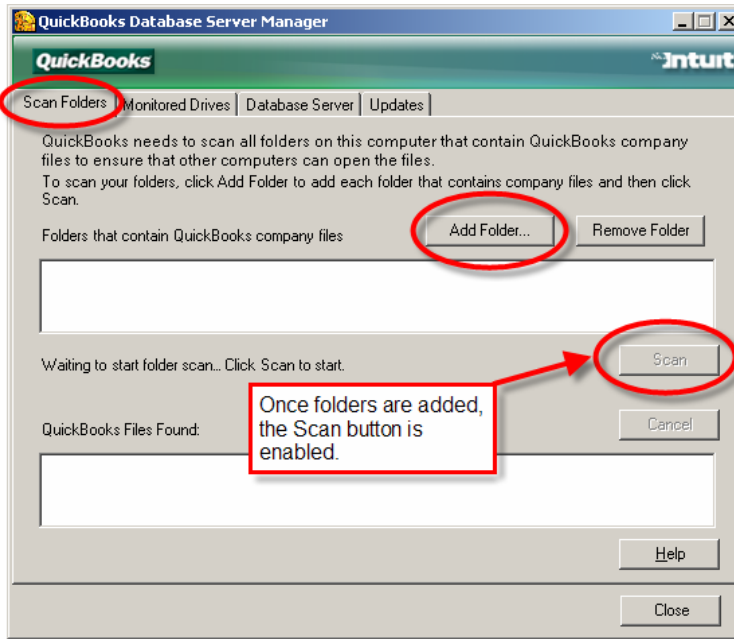 QuickBooks Database Server Manager
QuickBooks
Intuit
Scan Folders Monitored Drives Database Server Updates
QuickBooks needs to scan all folders on this computer that contain QuickBooks company
files to ensure that other computers can open the files.
To scan your folders, click Add Folder to add each folder that contains company files and then click
Scan.
Folders that contain QuickBooks company files
Add Folder...
Remove Folder
Waiting to start folder scan... Click Scan to start.
Scan
Once folders are added,
the Scan button is
enabled.
QuickBooks Files Found:
Cancel
Help
Close